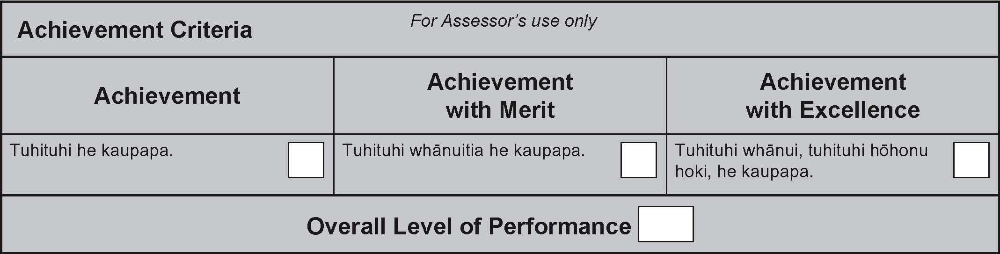 Achievement Criteria
For Assessor’s use only
Achievement
Achievement
with Merit
Achievement
with Excellence
Tuhituhi he kaupapa.
Tuhituhi whānuitia he kaupapa.
Tuhituhi whānui, tuhituhi hōhonu
hoki, he kaupapa.
Overall Level of Performance